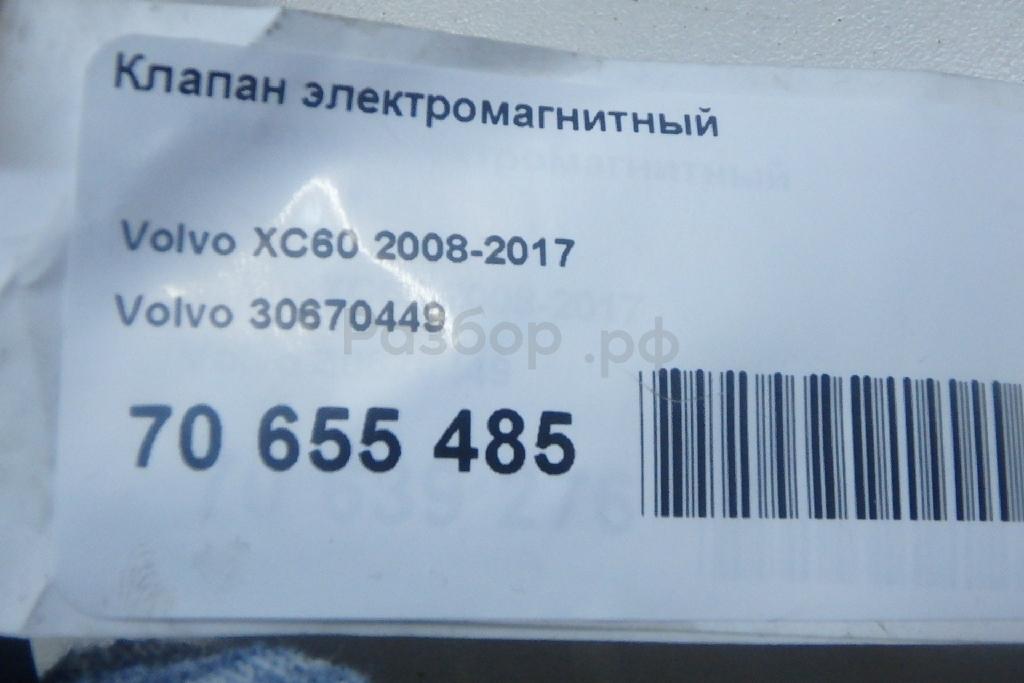 Клапан электромагнитный
Volvo XC60 2008-2017
Volvo 30670449
Разбор.рф
70 655 485